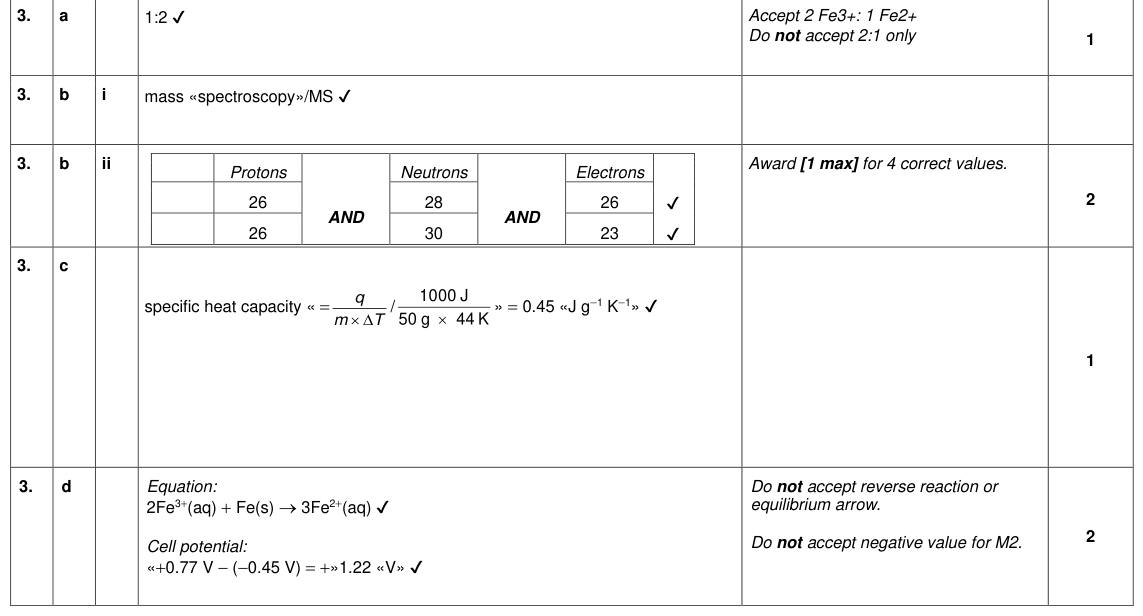 3. a 1:2 ✓ Accept 2 Fe3+: 1 Fe2+
Do not accept 2:1 only
1
3. b i mass «spectroscopy»/MS ✓
3. b ii Award [1 max] for 4 correct values.
Protons Neutrons Electrons
26 28 26 ✓
AND AND
26 30 23 ✓
2
3. c
specific heat capacity « = q / m × ΔT / 1000 J / 50 g × 44 K » = 0.45 «J g⁻¹ K⁻¹» ✓
1
3. d Equation:
2Fe³⁺(aq) + Fe(s) → 3Fe²⁺(aq) ✓
Cell potential:
«+0.77 V − (−0.45 V) = +»1.22 «V» ✓
Do not accept reverse reaction or
equilibrium arrow.
Do not accept negative value for M2.
2